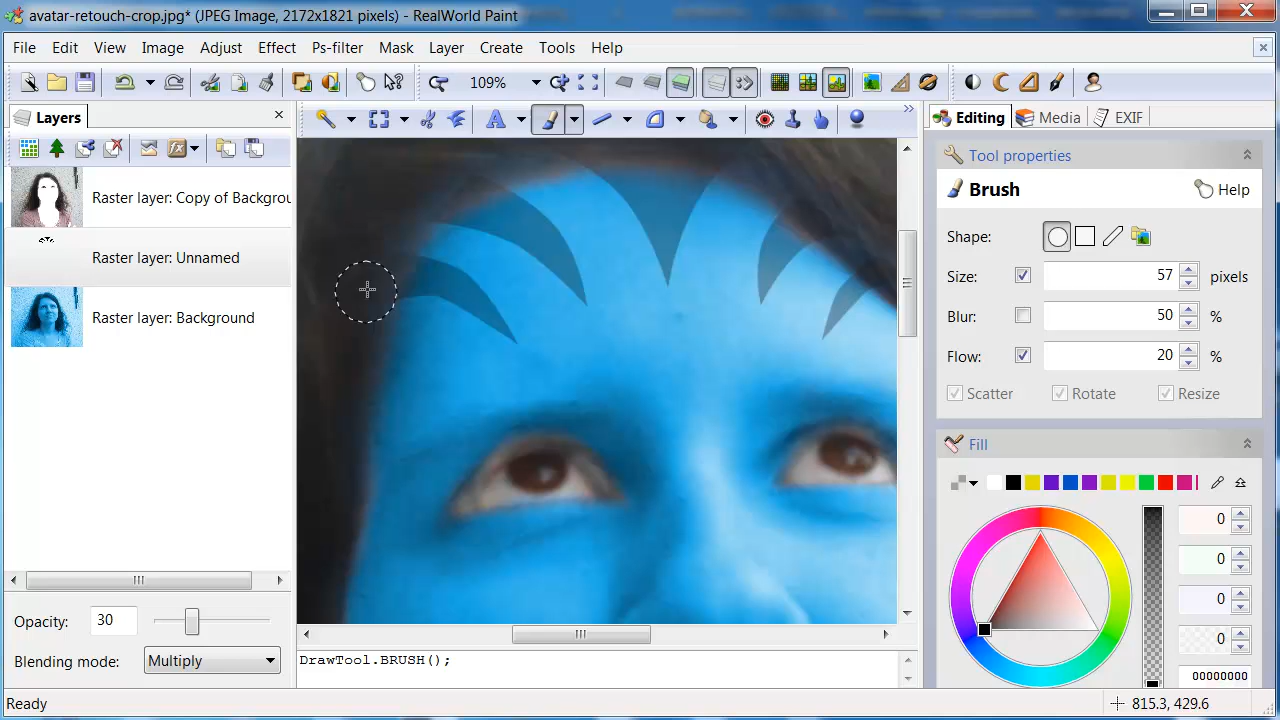 avatar-retouch-crop.jpg* (JPEG Image, 2172x1821 pixels) - RealWorld Paint
File Edit View Image Adjust Effect Ps-filter Mask Layer Create Tools Help
109%
Layers
Editing Media EXIF
Raster layer: Copy of Backgrou
Raster layer: Unnamed
Raster layer: Background
Opacity: 30
Blending mode: Multiply
Tool properties
Brush Help
Shape:
Size: 57 pixels
Blur: 50 %
Flow: 20 %
Scatter Rotate Resize
Fill
0
0
0
0
00000000
DrawTool.BRUSH();
Ready
815.3, 429.6